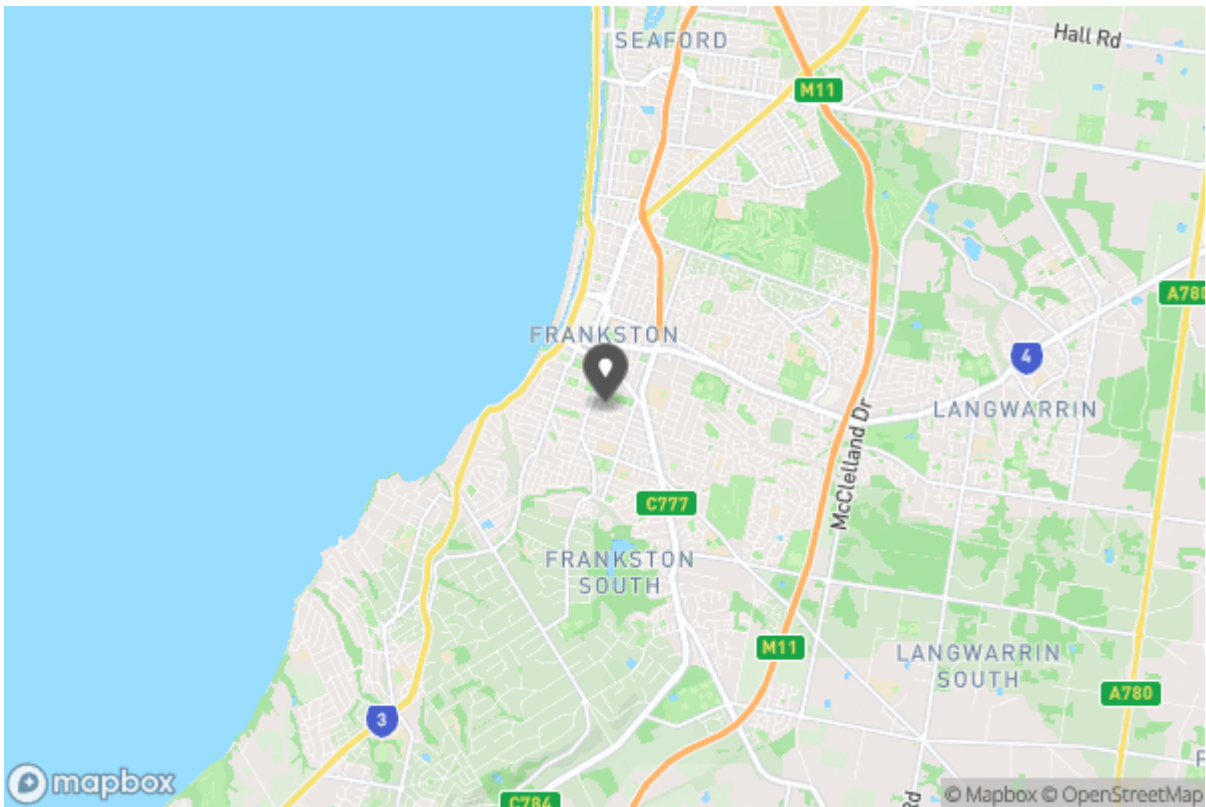 SEAFORD
Hall Rd
M11
A780
FRANKSTON
4
LANGWARRIN
McClelland Dr
C777
FRANKSTON
SOUTH
M11
LANGWARRIN
SOUTH
A780
3
C784
Rd
mapbox
© Mapbox © OpenStreetMap